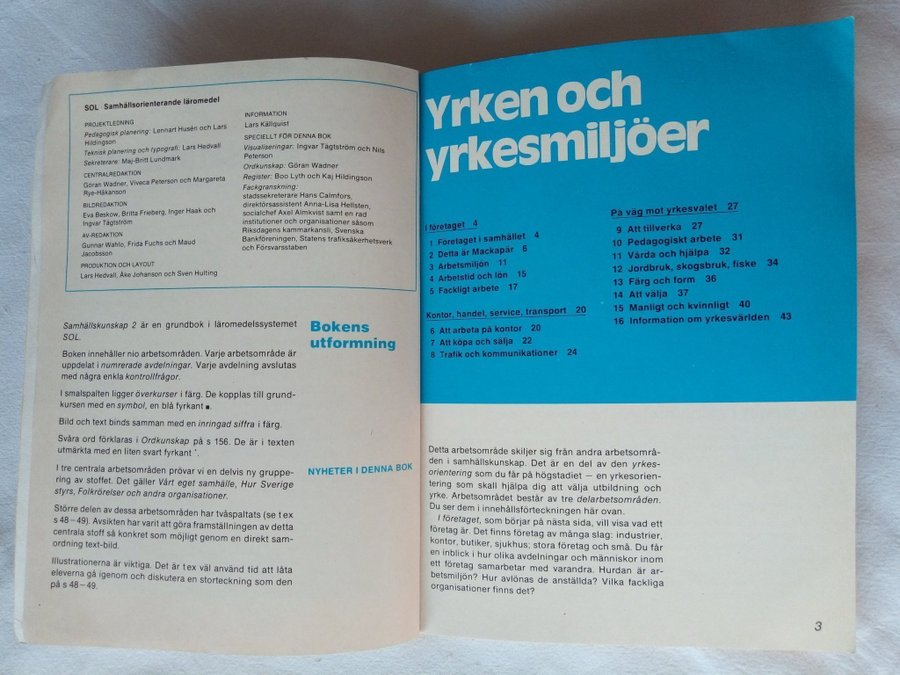 SOL Samhällsorienterande läromedel
PROJEKTLEDNING
Pedagogisk planering: Lennart Husén och Lars
Hildingson
Teknisk planering och typografi: Lars Hedvall
Sekreterare: Maj-Britt Lundmark
CENTRALREDAKTION
Göran Wadner, Viveca Peterson och Margareta
Rye-Håkanson
BILDREDAKTION
Eva Beskow, Britta Frieberg, Inger Haak och
Ingvar Tägtström
AV-REDAKTION
Gunnar Wahlo, Frida Fuchs och Maud
Jacobsson
PRODUKTION OCH LAYOUT
Lars Hedvall, Åke Johanson och Sven Hulting
INFORMATION
Lars Källquist
SPECIELLT FÖR DENNA BOK
Visualiseringar: Ingvar Tägtström och Nils
Peterson
Ordkunskap: Göran Wadner
Register: Boo Lyth och Kaj Hildingson
Fackgranskning:
stadssekreterare Hans Calmfors,
direktörsassistent Anna-Lisa Hellsten,
socialchef Axel Almkvist samt en rad
institutioner och organisationer såsom
Riksdagens kammarkansli, Svenska
Bankföreningen, Statens trafiksäkerhetsverk
och Försvarsstaben
Bokens
utformning
Samhällskunskap 2 är en grundbok i läromedelssystemet
SOL.
Boken innehåller nio arbetsområden. Varje arbetsområde är
uppdelat i numrerade avdelningar. Varje avdelning avslutas
med några enkla kontrollfrågor.
I smalspalten ligger överkurser i färg. De kopplas till grund-
kursen med en symbol, en blå fyrkant ■.
Bild och text binds samman med en inringad siffra i färg.
Svåra ord förklaras i Ordkunskap på s 156. De är i texten
utmärkta med en liten svart fyrkant ▪.
NYHETER I DENNA BOK
I tre centrala arbetsområden prövar vi en delvis ny gruppe-
ring av stoffet. Det gäller Vårt eget samhälle, Hur Sverige
styrs, Folkrörelser och andra organisationer.
Större delen av dessa arbetsområden har tvåspaltats (se t ex
s 48–49). Avsikten har varit att göra framställningen av detta
centrala stoff så konkret som möjligt genom en direkt sam-
ordning text-bild.
Illustrationerna är viktiga. Det är t ex väl använd tid att låta
eleverna gå igenom och diskutera en storteckning som den
på s 48–49.
Yrken och
yrkesmiljöer
I företaget 4
1 Företaget i samhället 4
2 Detta är Mackapär 6
3 Arbetsmiljön 11
4 Arbetstid och lön 15
5 Fackligt arbete 17
Kontor, handel, service, transport 20
6 Att arbeta på kontor 20
7 Att köpa och sälja 22
8 Trafik och kommunikationer 24
På väg mot yrkesvalet 27
9 Att tillverka 27
10 Pedagogiskt arbete 31
11 Vårda och hjälpa 32
12 Jordbruk, skogsbruk, fiske 34
13 Färg och form 36
14 Att välja 37
15 Manligt och kvinnligt 40
16 Information om yrkesvärlden 43
Detta arbetsområde skiljer sig från andra arbetsområ-
den i samhällskunskap. Det är en del av den yrkes-
orientering som du får på högstadiet – en yrkesorien-
tering som skall hjälpa dig att välja utbildning och
yrke. Arbetsområdet består av tre delarbetsområden.
Du ser dem i innehållsförteckningen här ovan.
I företaget, som börjar på nästa sida, vill visa vad ett
företag är. Det finns företag av många slag: industrier,
kontor, butiker, sjukhus; stora företag och små. Du får
en inblick i hur olika avdelningar och människor inom
ett företag samarbetar med varandra. Hurdan är ar-
betsmiljön? Hur avlönas de anställda? Vilka fackliga
organisationer finns det?
3